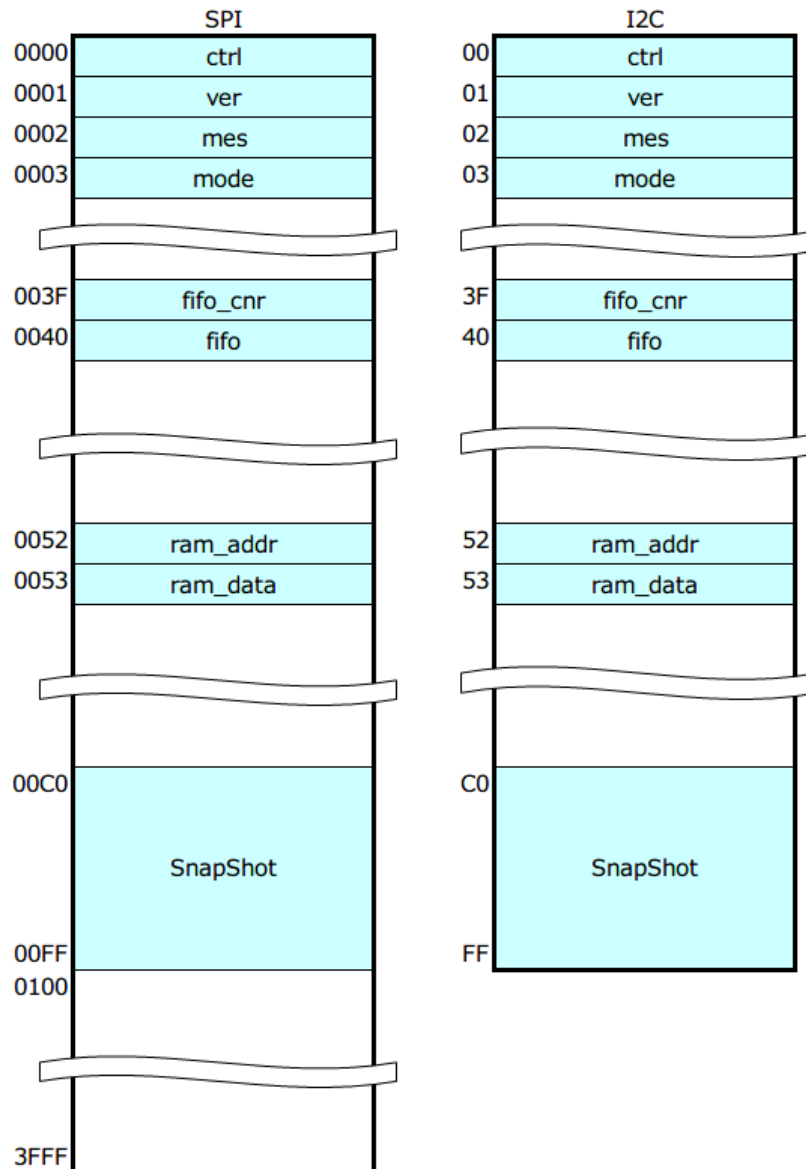 SPI I2C
0000 ctrl 00 ctrl
0001 ver 01 ver
0002 mes 02 mes
0003 mode 03 mode
003F fifo_cnr 3F fifo_cnr
0040 fifo 40 fifo
0052 ram_addr 52 ram_addr
0053 ram_data 53 ram_data
00C0 C0
SnapShot SnapShot
00FF FF
0100
3FFF